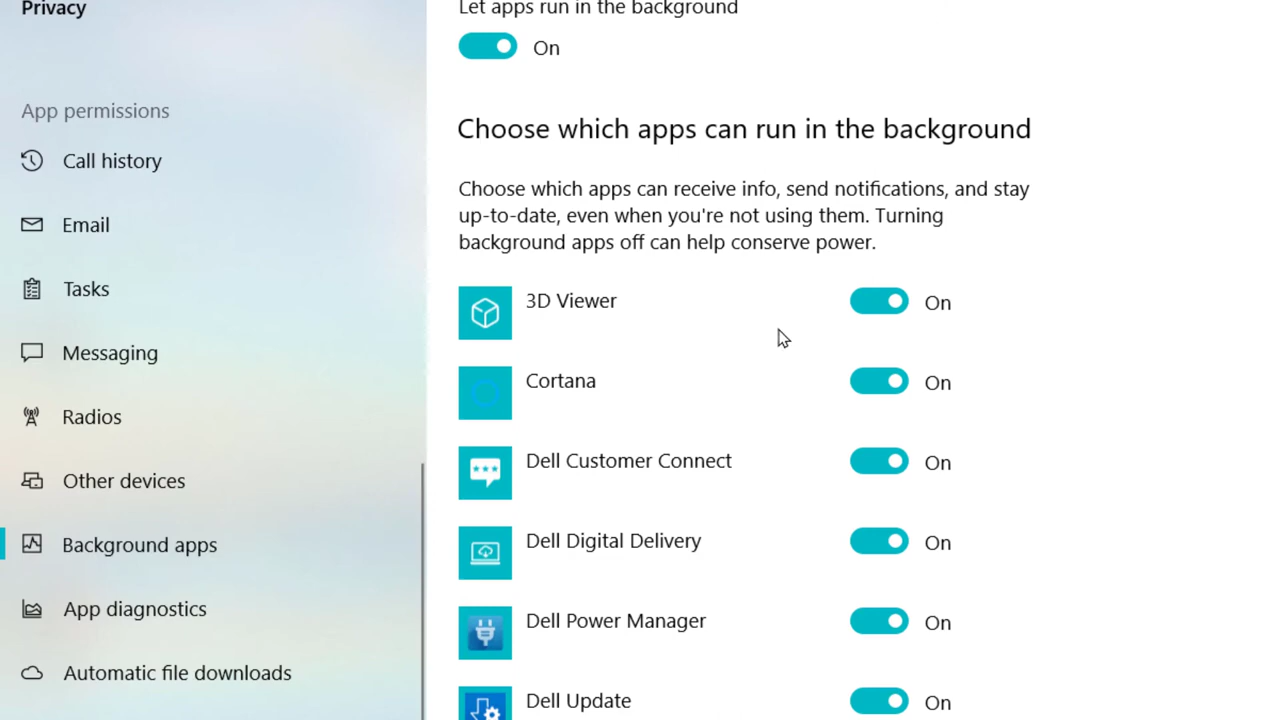 Privacy
App permissions
Call history
Email
Tasks
Messaging
Radios
Other devices
Background apps
App diagnostics
Automatic file downloads
Let apps run in the background
On
Choose which apps can run in the background
Choose which apps can receive info, send notifications, and stay
up-to-date, even when you're not using them. Turning
background apps off can help conserve power.
3D Viewer On
Cortana On
Dell Customer Connect On
Dell Digital Delivery On
Dell Power Manager On
Dell Update On